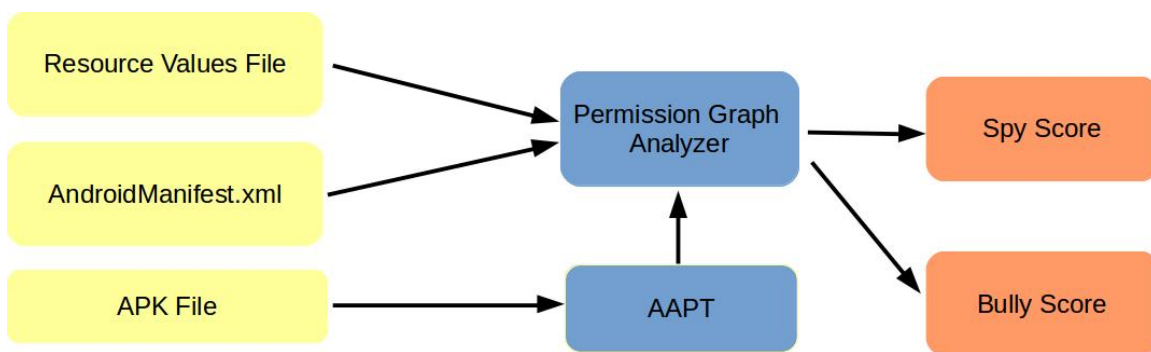 Resource Values File
AndroidManifest.xml
APK File
Permission Graph
Analyzer
AAPT
Spy Score
Bully Score